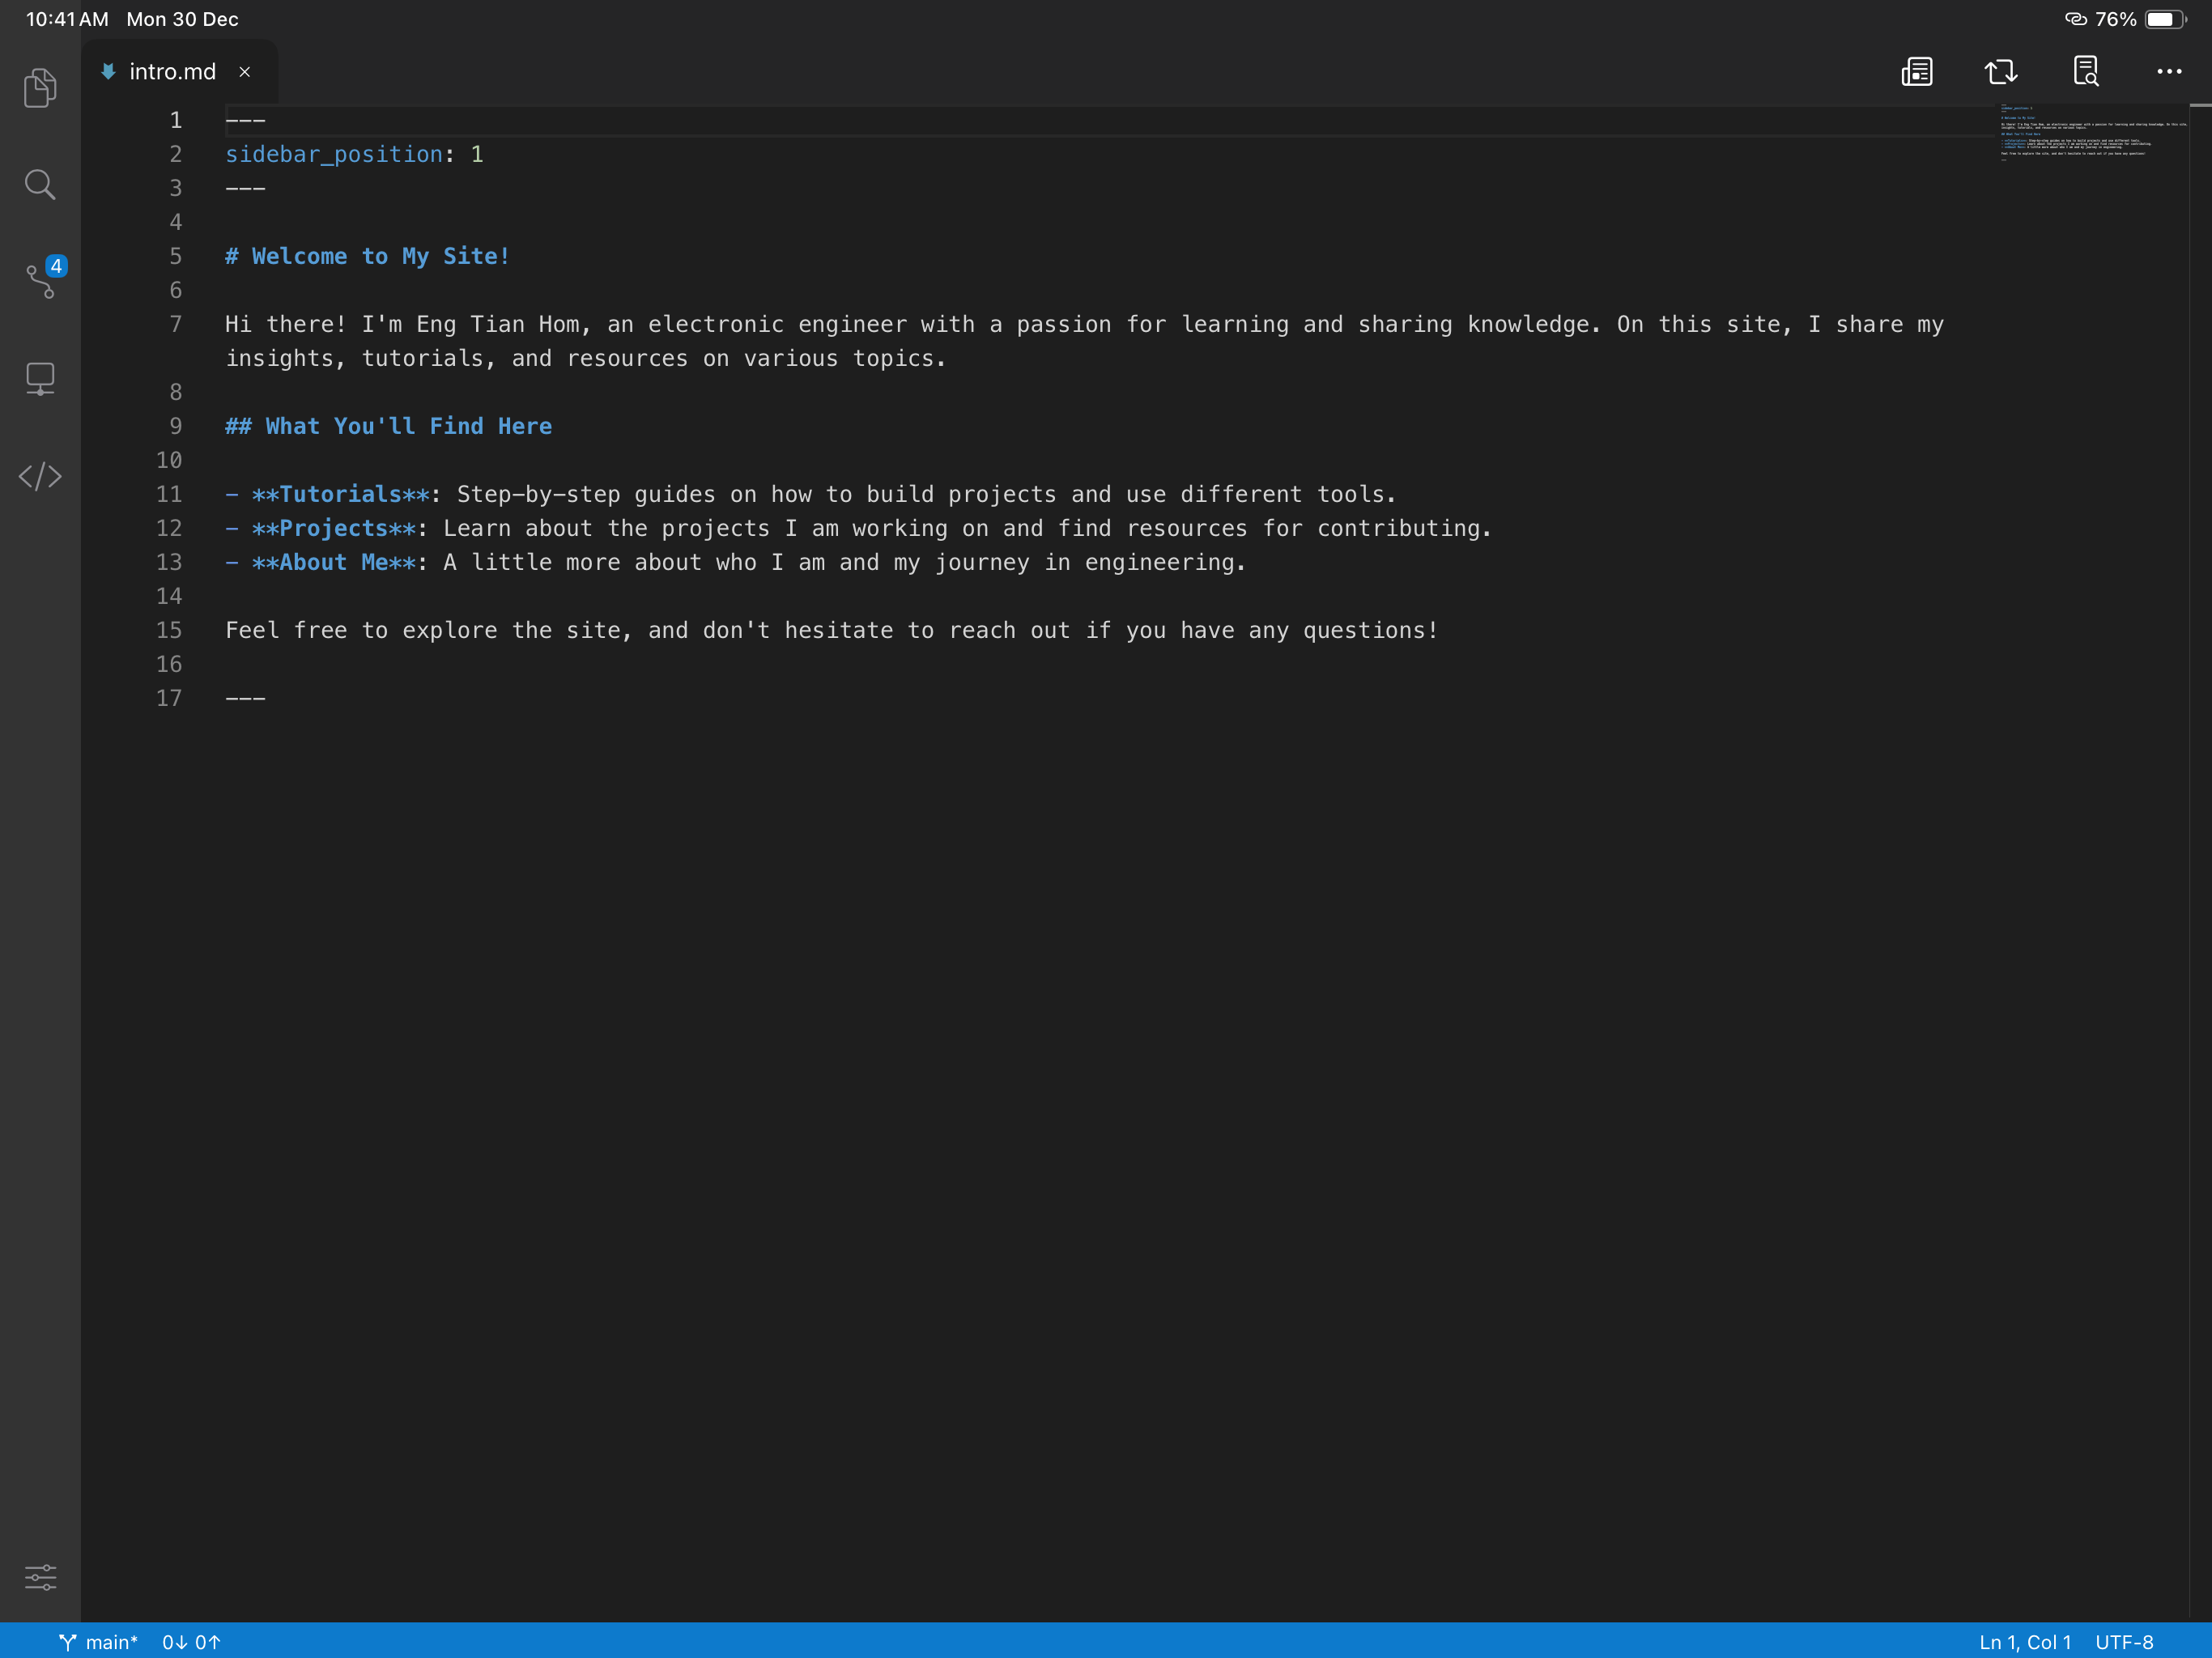 10:41 AM Mon 30 Dec
76%
intro.md
1 ---
2 sidebar_position: 1
3 ---
4
5 # Welcome to My Site!
6
7 Hi there! I'm Eng Tian Hom, an electronic engineer with a passion for learning and sharing knowledge. On this site, I share my
insights, tutorials, and resources on various topics.
8
9 ## What You'll Find Here
10
11 - **Tutorials**: Step-by-step guides on how to build projects and use different tools.
12 - **Projects**: Learn about the projects I am working on and find resources for contributing.
13 - **About Me**: A little more about who I am and my journey in engineering.
14
15 Feel free to explore the site, and don't hesitate to reach out if you have any questions!
16
17 ---
4
main* 0↓ 0↑
Ln 1, Col 1 UTF-8